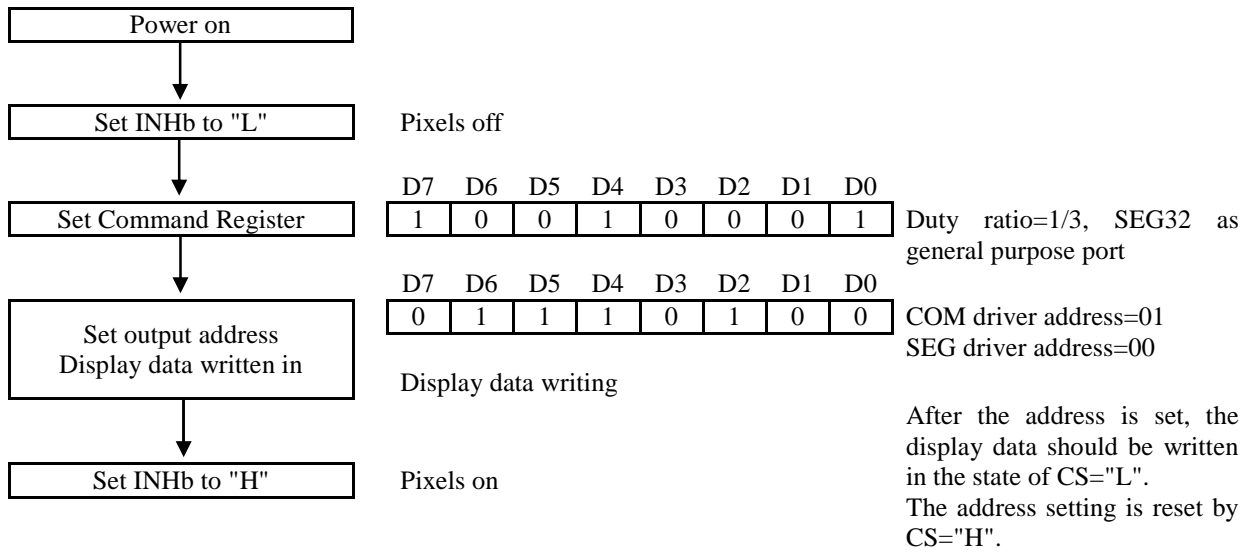 Power on
Set INHb to "L"
Pixels off
D7 D6 D5 D4 D3 D2 D1 D0
Set Command Register
1 0 0 1 0 0 0 1
Duty ratio=1/3, SEG32 as
general purpose port
D7 D6 D5 D4 D3 D2 D1 D0
0 1 1 1 0 1 0 0
Set output address
Display data written in
COM driver address=01
SEG driver address=00
Display data writing
After the address is set, the
display data should be written
in the state of CS="L".
The address setting is reset by
CS="H".
Set INHb to "H"
Pixels on